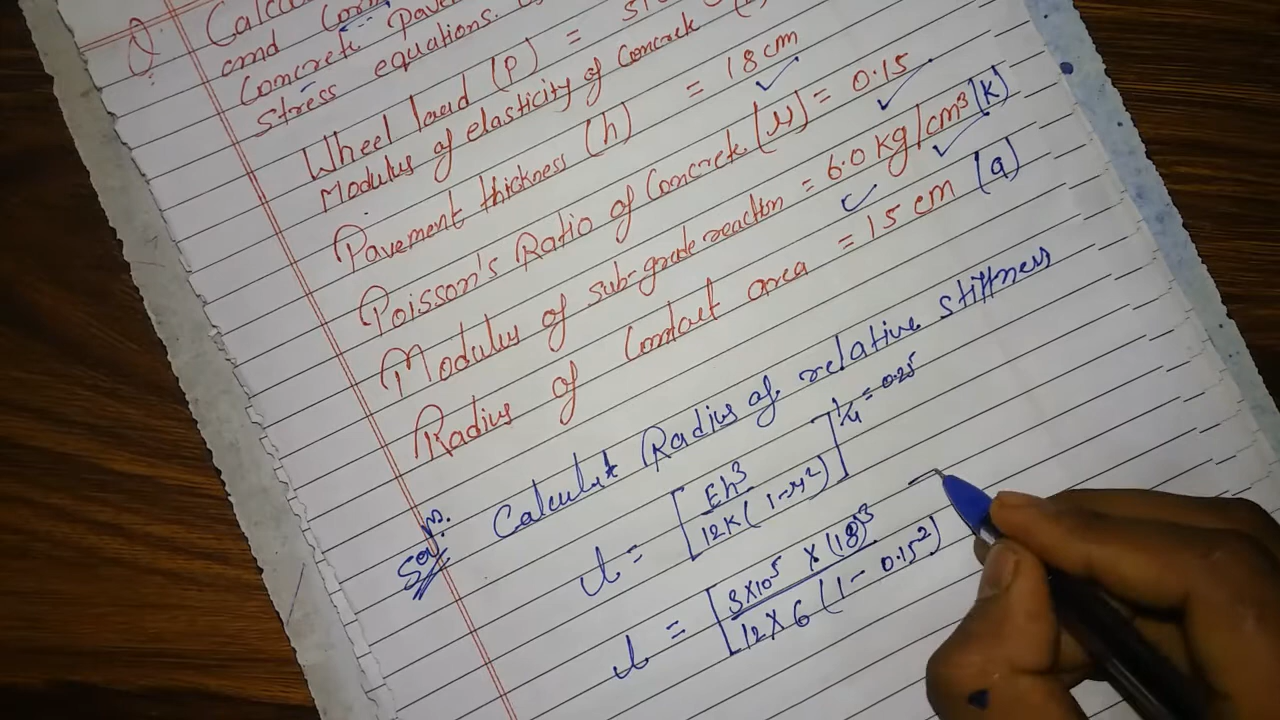 Q.
and
Concrete Pave
stress equations.
Wheel load (P) =
Modulus of elasticity of Concrete
Pavement thickness (h) = 18 cm
Poisson's Ratio of Concrete (μ) = 0.15
Modulus of sub-grade reaction = 6.0 kg/cm³ (K)
Radius of Contact area = 15 cm (a)
Calculate Radius of relative stiffness
l = [Eh³ / 12K(1-μ²)]^1/4 = 0.25
l = [3×10⁵ × (18)³ / 12×6 (1 - 0.15²)